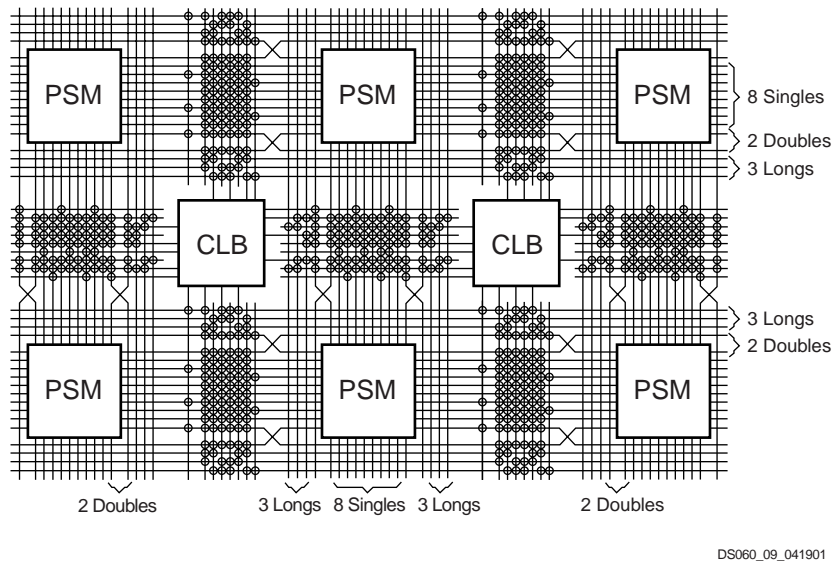 PSM PSM PSM
8 Singles
2 Doubles
3 Longs
CLB CLB
3 Longs
2 Doubles
PSM PSM PSM
2 Doubles 3 Longs 8 Singles 3 Longs 2 Doubles
DS060_09_041901